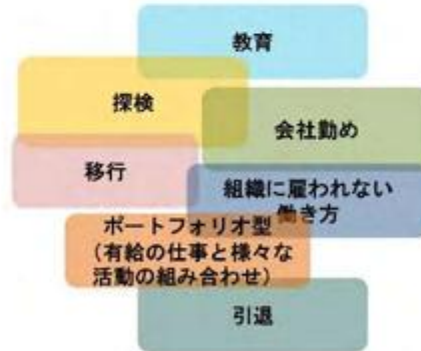 教育
探検
会社勤め
移行
組織に雇われない
働き方
ポートフォリオ型
（有給の仕事と様々な
活動の組み合わせ）
引退